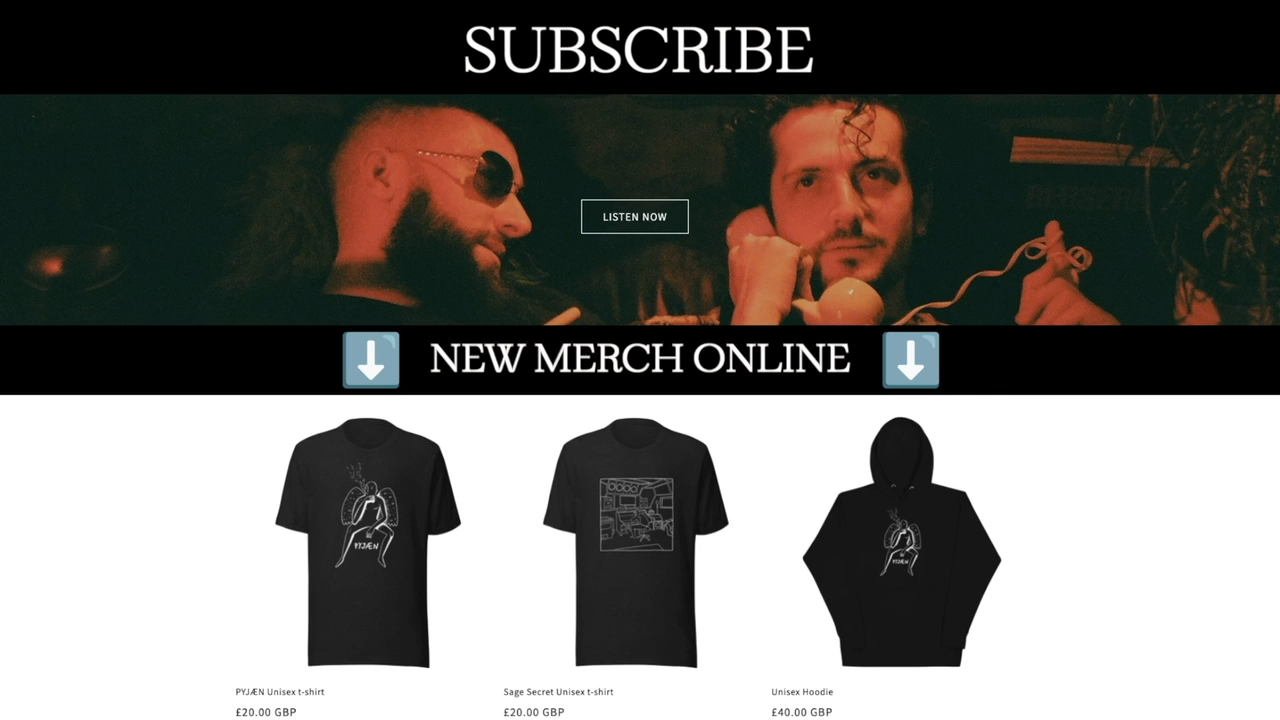 SUBSCRIBE
LISTEN NOW
NEW MERCH ONLINE
PYJÆN
PYJÆN
PYJÆN Unisex t-shirt
£20.00 GBP
Sage Secret Unisex t-shirt
£20.00 GBP
Unisex Hoodie
£40.00 GBP